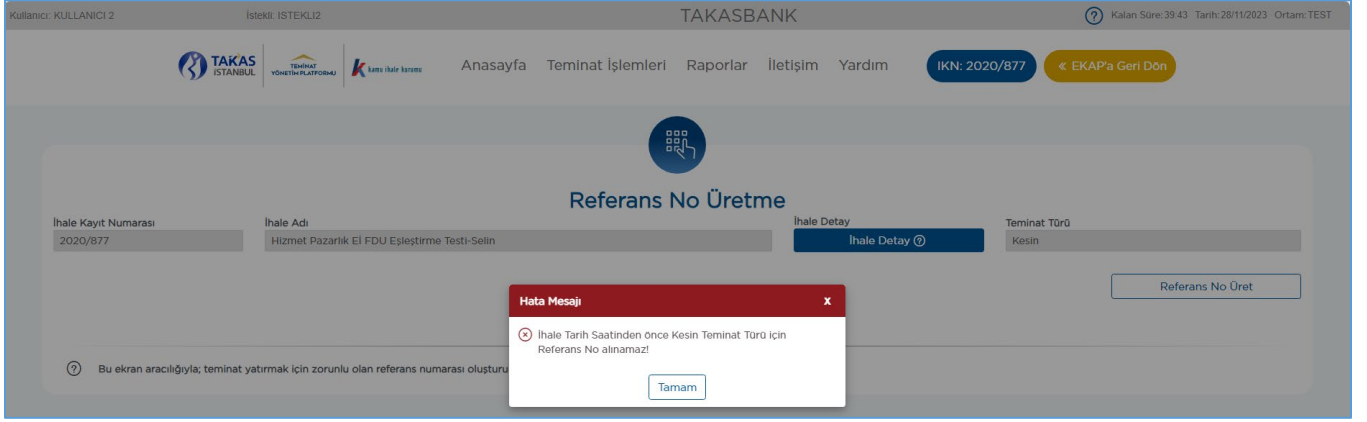 Kullanıcı: KULLANICI 2 İstekli: ISTEKLI2 TAKASBANK ? Kalan Süre: 39:43 Tarih: 28/11/2023 Ortam: TEST
TAKAS İSTANBUL TEMİNAT YÖNETİM PLATFORMU kamu ihale kurumu Anasayfa Teminat İşlemleri Raporlar İletişim Yardım IKN: 2020/877 « EKAP'a Geri Dön
Referans No Üretme
İhale Kayıt Numarası İhale Adı İhale Detay Teminat Türü
2020/877 Hizmet Pazarlık Eİ FDU Eşleştirme Testi-Selin İhale Detay ? Kesin
Referans No Üret
Hata Mesajı X
İhale Tarih Saatinden önce Kesin Teminat Türü için
Referans No alınamaz!
? Bu ekran aracılığıyla; teminat yatırmak için zorunlu olan referans numarası oluşturu
Tamam